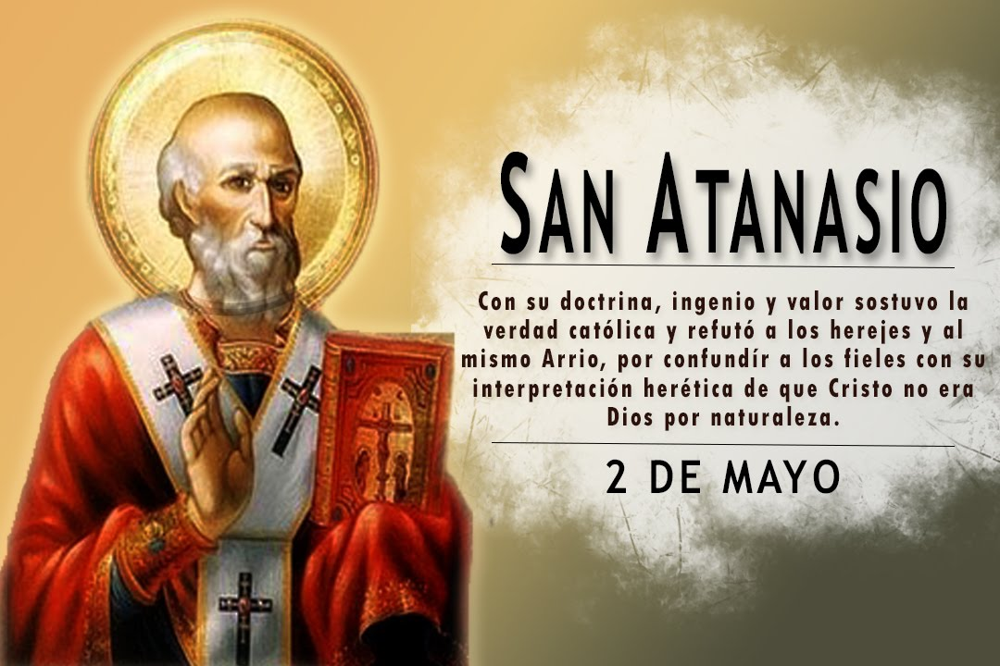 SAN ATANASIO
Con su doctrina, ingenio y valor sostuvo la
verdad católica y refutó a los herejes y al
mismo Arrio, por confundír a los fieles con su
interpretación herética de que Cristo no era
Dios por naturaleza.
2 DE MAYO